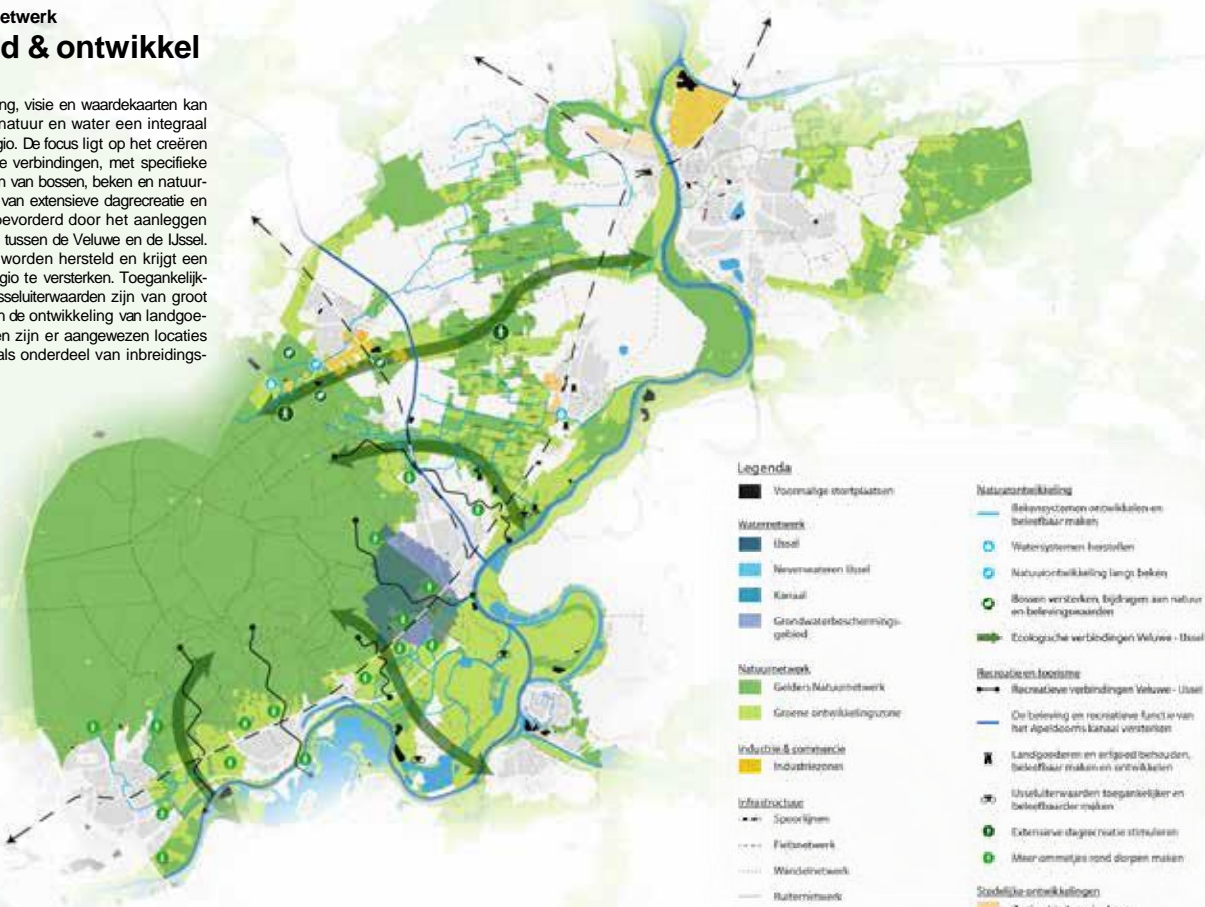 etwerk
d & ontwikkel
ng, visie en waardekaarten kan
natuur en water een integraal
gio. De focus ligt op het creëren
e verbindingen, met specifieke
n van bossen, beken en natuur-
van extensieve dagrecreatie en
oevorderd door het aanleggen
tussen de Veluwe en de IJssel.
worden hersteld en krijgt een
gio te versterken. Toegankelijk-
sseluiterwaarden zijn van groot
n de ontwikkeling van landgoe-
en zijn er aangewezen locaties
als onderdeel van inbreidings-
Legenda
Voormalige stortplaatsen
Waternetwerk
IJssel
Nevenwateren IJssel
Kanaal
Grondwaterbeschermings-
gebied
Natuurnetwerk
Gelders Natuurnetwerk
Groene ontwikkelingszone
Industrie & commercie
Industriezones
Infrastructuur
Spoorlijnen
Fietsnetwerk
Wandelnetwerk
Ruiternetwerk
Natuurontwikkeling
Bekensystemen ontwikkelen en
beleefbaar maken
Watersystemen herstellen
Natuurontwikkeling langs beken
Bossen versterken, bijdragen aan natuur
en belevingswaarden
Ecologische verbindingen Veluwe - IJssel
Recreatie en toerisme
Recreatieve verbindingen Veluwe - IJssel
De beleving en recreatieve functie van
het Apeldoorns kanaal versterken
Landgoederen en erfgoed behouden,
beleefbaar maken en ontwikkelen
IJsseluiterwaarden toegankelijker en
beleefbaarder maken
Extensieve dagrecreatie stimuleren
Meer ommetjes rond dorpen maken
Stedelijke ontwikkelingen